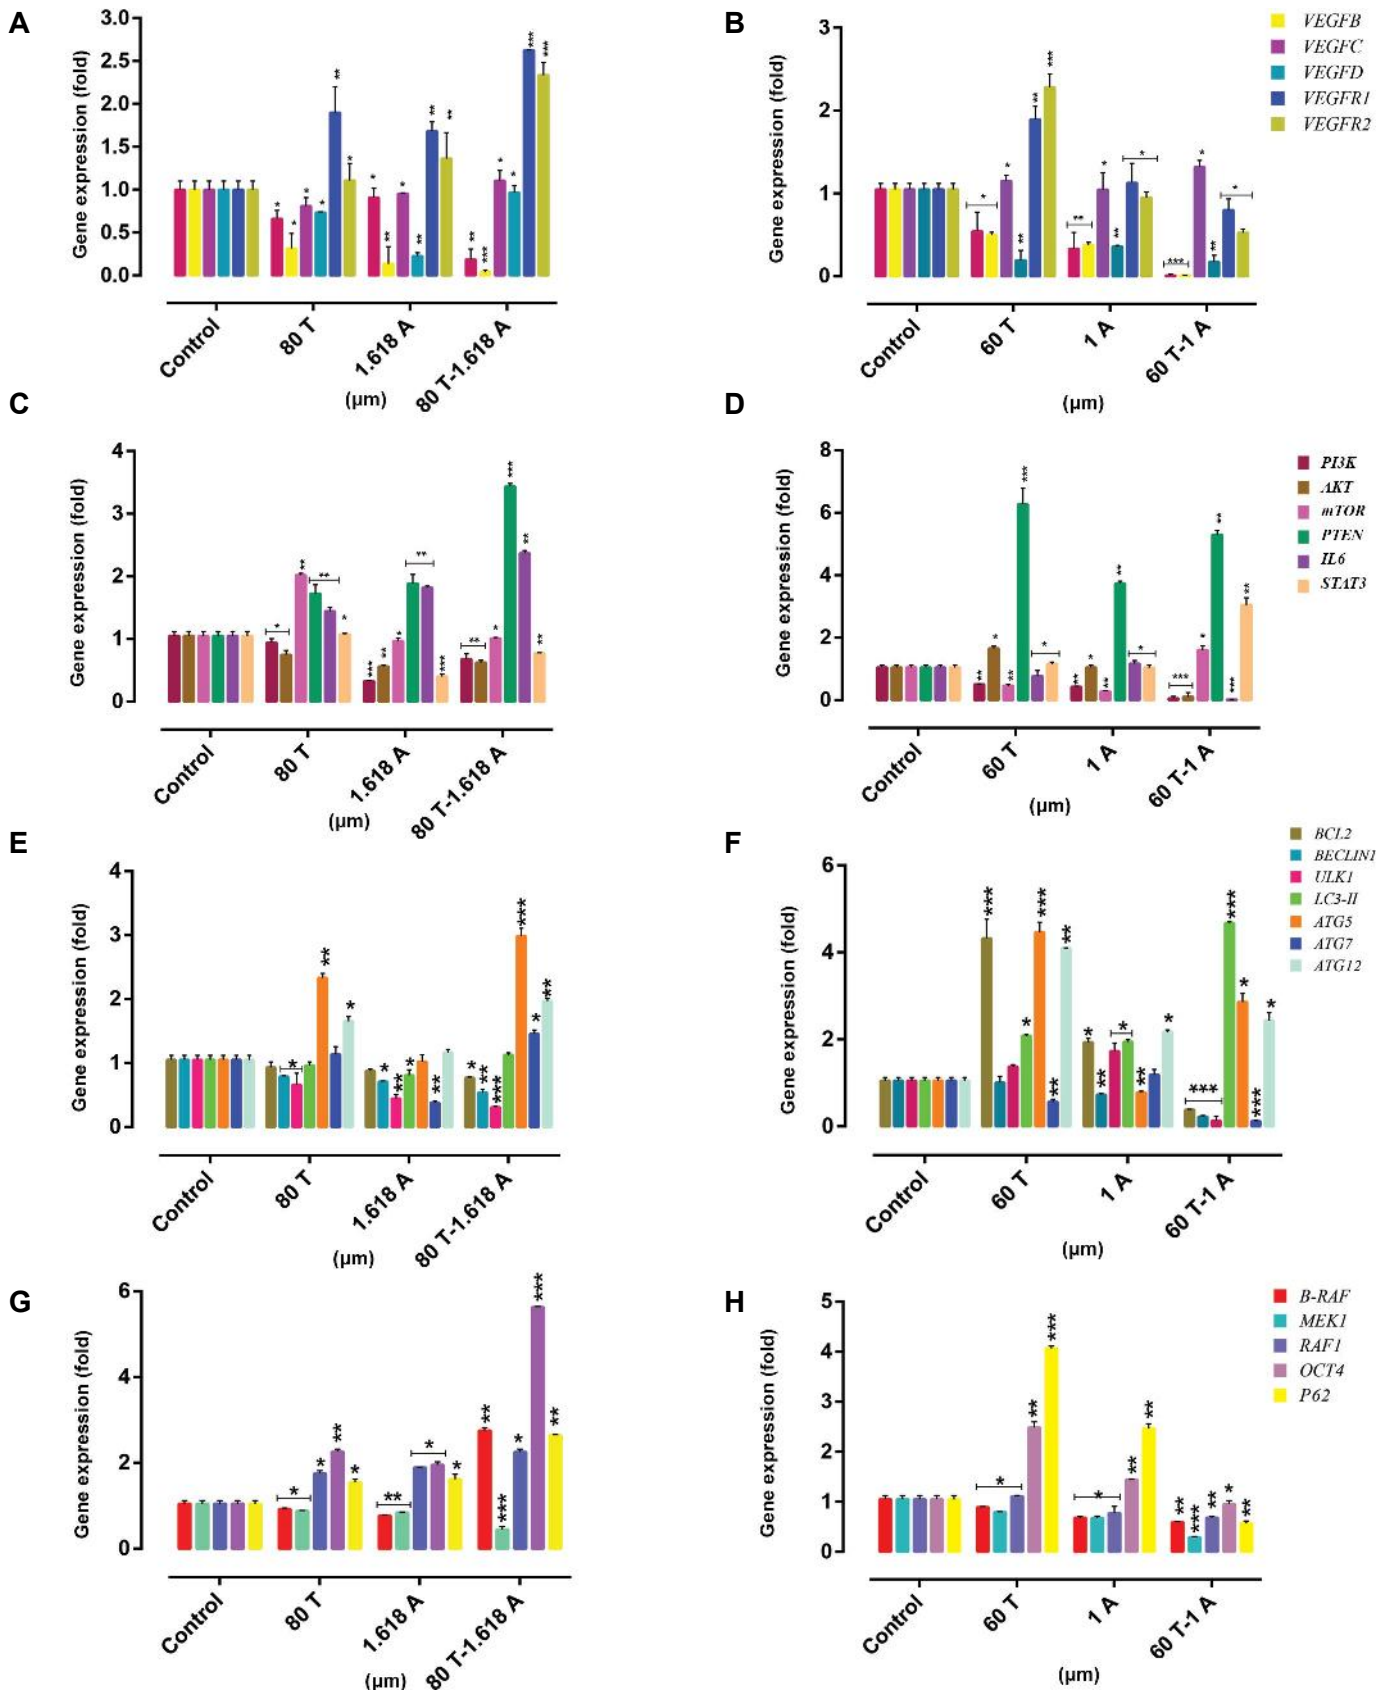 A
Gene expression (fold)
3.0
2.5
2.0
1.5
1.0
0.5
0.0
* * * * ** *
* ** * ** ** **
** *** * * *** ***
Control
80 T
1.618 A
80 T-1.618 A
(µm)
B
Gene expression (fold)
3
2
1
0
* * ** ** ***
** * ** *
*** * ** *
Control
60 T
1 A
60 T-1 A
(µm)
VEGFB
VEGFC
VEGFD
VEGFR1
VEGFR2
C
Gene expression (fold)
4
3
2
1
0
* ** ** *
*** ** * ** ***
** * *** ** **
Control
80 T
1.618 A
80 T-1.618 A
(µm)
D
Gene expression (fold)
8
6
4
2
0
** * ** *** *
** * ** ** *
*** * ** *** **
Control
60 T
1 A
60 T-1 A
(µm)
PI3K
AKT
mTOR
PTEN
IL6
STAT3
E
Gene expression (fold)
4
3
2
1
0
* ** *
* ** * **
* ** *** *** * **
Control
80 T
1.618 A
80 T-1.618 A
(µm)
F
Gene expression (fold)
6
4
2
0
*** * *** ** **
* ** * ** *
*** *** * *** *
Control
60 T
1 A
60 T-1 A
(µm)
BCL2
BECLIN1
ULK1
LC3-II
ATG5
ATG7
ATG12
G
Gene expression (fold)
6
4
2
0
* * ** *
** * *
** *** * *** **
Control
80 T
1.618 A
80 T-1.618 A
(µm)
H
Gene expression (fold)
5
4
3
2
1
0
* ** ***
* ** **
** *** ** * **
Control
60 T
1 A
60 T-1 A
(µm)
B-RAF
MEK1
RAF1
OCT4
P62